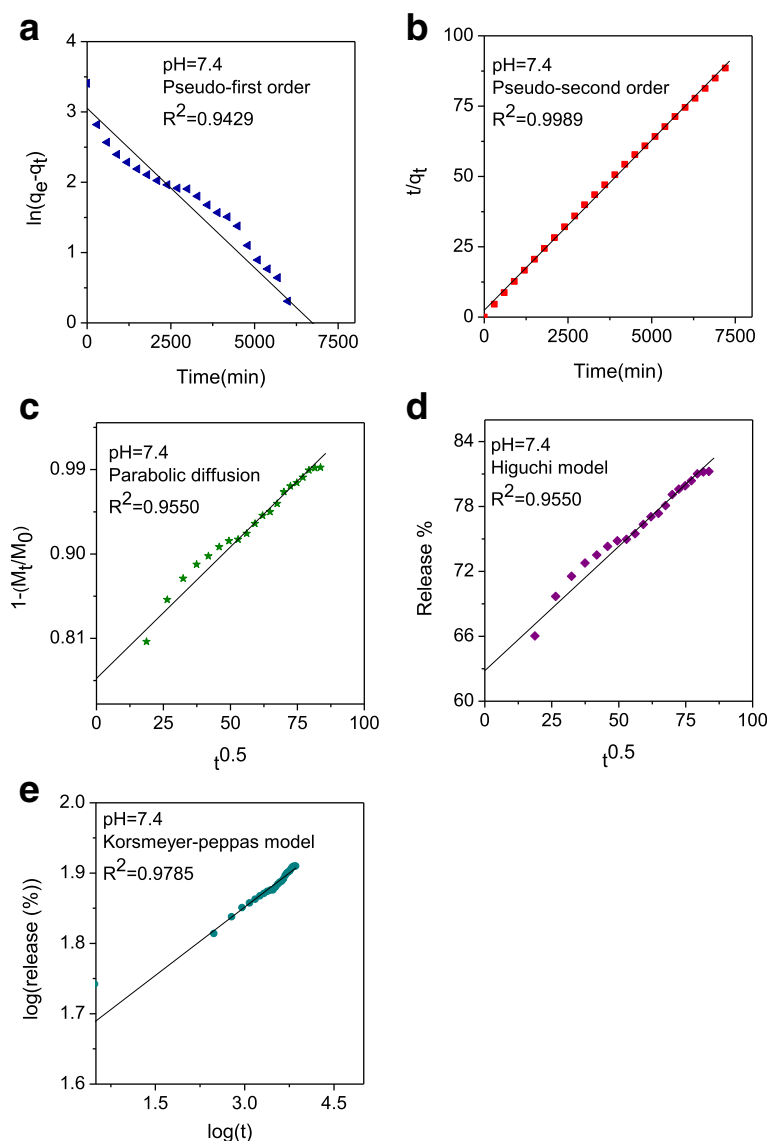 a
pH=7.4
Pseudo-first order
R²=0.9429
4
3
2
1
0
ln(qₑ-qₜ)
0
2500
5000
7500
Time(min)
b
pH=7.4
Pseudo-second order
R²=0.9989
100
75
50
25
0
t/qₜ
0
2500
5000
7500
Time(min)
c
pH=7.4
Parabolic diffusion
R²=0.9550
0.99
0.90
0.81
1-(Mₜ/M₀)
0
25
50
75
100
t⁰·⁵
d
pH=7.4
Higuchi model
R²=0.9550
84
78
72
66
60
Release %
0
25
50
75
100
t⁰·⁵
e
pH=7.4
Korsmeyer-peppas model
R²=0.9785
2.0
1.9
1.8
1.7
1.6
log(release (%))
1.5
3.0
4.5
log(t)